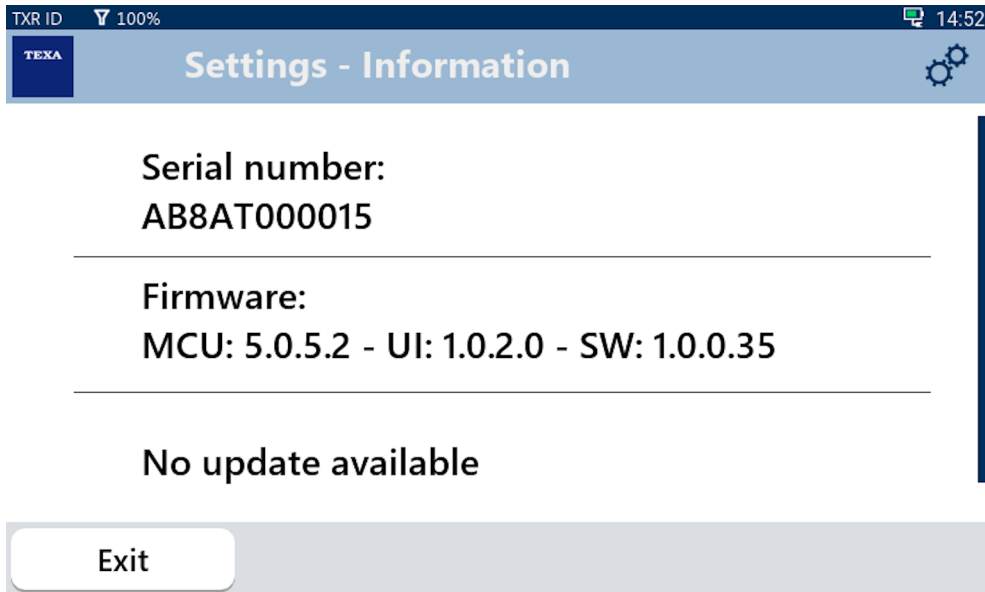 TXR ID 100% 14:52
TEXA Settings - Information
Serial number:
AB8AT000015
Firmware:
MCU: 5.0.5.2 - UI: 1.0.2.0 - SW: 1.0.0.35
No update available
Exit